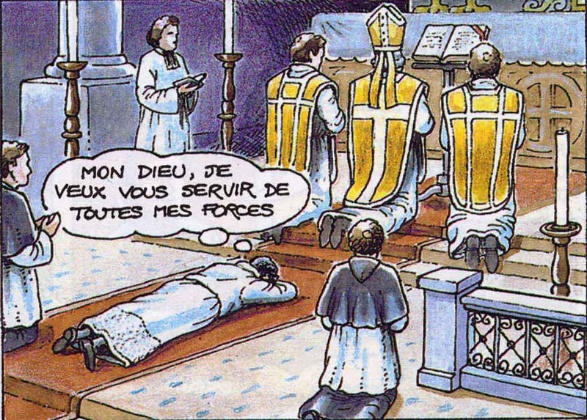 MON DIEU, JE
VEUX VOUS SERVIR DE
TOUTES MES FORCES